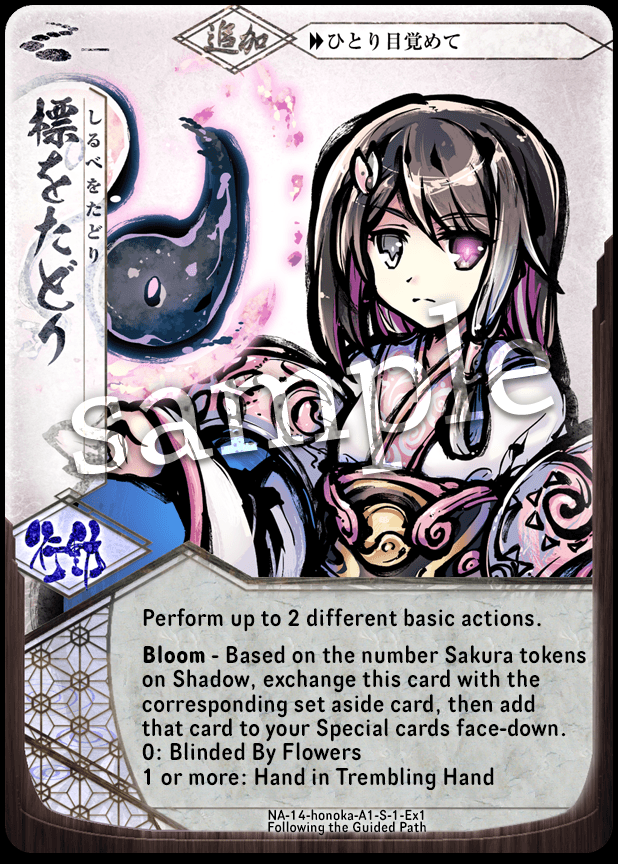 追加
ひとり目覚めて
標をたどり
しるべをたどり
sample
行動
Perform up to 2 different basic actions.
Bloom - Based on the number Sakura tokens
on Shadow, exchange this card with the
corresponding set aside card, then add
that card to your Special cards face-down.
0: Blinded By Flowers
1 or more: Hand in Trembling Hand
NA-14-honoka-A1-S-1-Ex1
Following the Guided Path